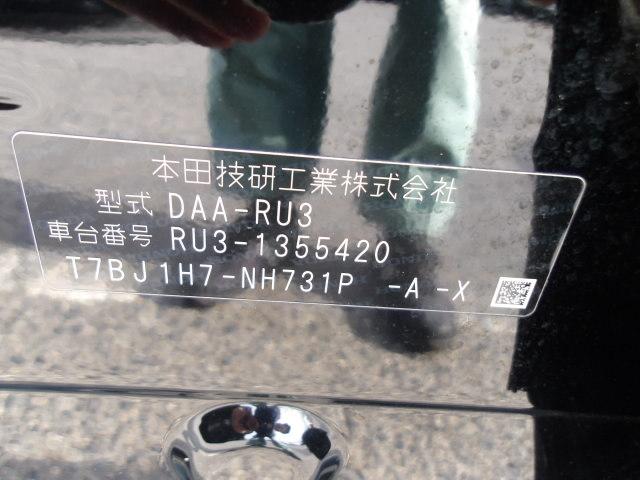 本田技研工業株式会社
型式 DAA-RU3
車台番号 RU3-1355420
T7BJ1H7-NH731P -A -X